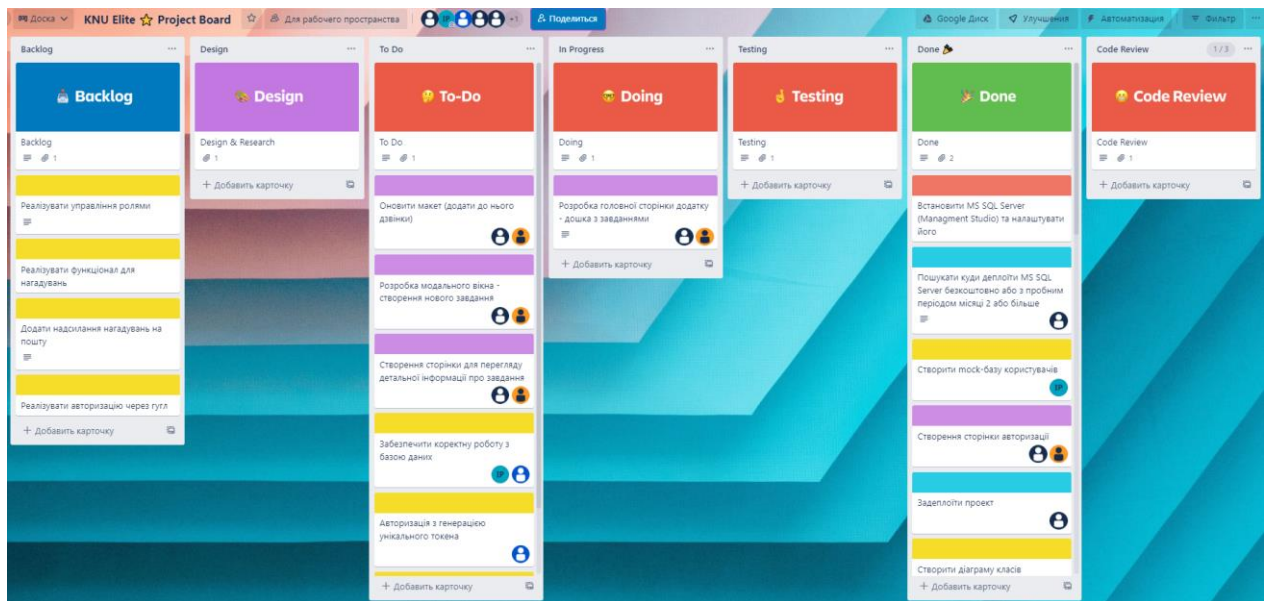 Доска
KNU Elite ⭐ Project Board
Для рабочего пространства
+1
Поделиться
Google Диск
Улучшения
Автоматизация
Фильтр
Backlog
Backlog
Backlog
1
Реалізувати управління ролями
Реалізувати функціонал для
нагадувань
Додати надсилання нагадувань на
пошту
Реалізувати авторизацію через гугл
+ Добавить карточку
Design
Design
Design & Research
1
+ Добавить карточку
To Do
To-Do
To Do
1
Оновити макет (додати до нього
дзвінки)
Розробка модального вікна -
створення нового завдання
Створення сторінки для перегляду
детальної інформації про завдання
Забезпечити коректну роботу з
базою даних
IP
Авторизація з генерацією
унікального токена
+ Добавить карточку
In Progress
Doing
Doing
1
Розробка головної сторінки додатку
- дошка з завданнями
+ Добавить карточку
Testing
Testing
Testing
1
+ Добавить карточку
Done
Done
Done
2
Встановити MS SQL Server
(Managment Studio) та налаштувати
його
Пошукати куди деплоїти MS SQL
Server безкоштовно або з пробним
періодом місяці 2 або більше
Створити mock-базу користувачів
IP
Створення сторінки авторизації
Задеплоїти проект
Створити діаграму класів
+ Добавить карточку
Code Review
1/3
Code Review
Code Review
1
+ Добавить карточку